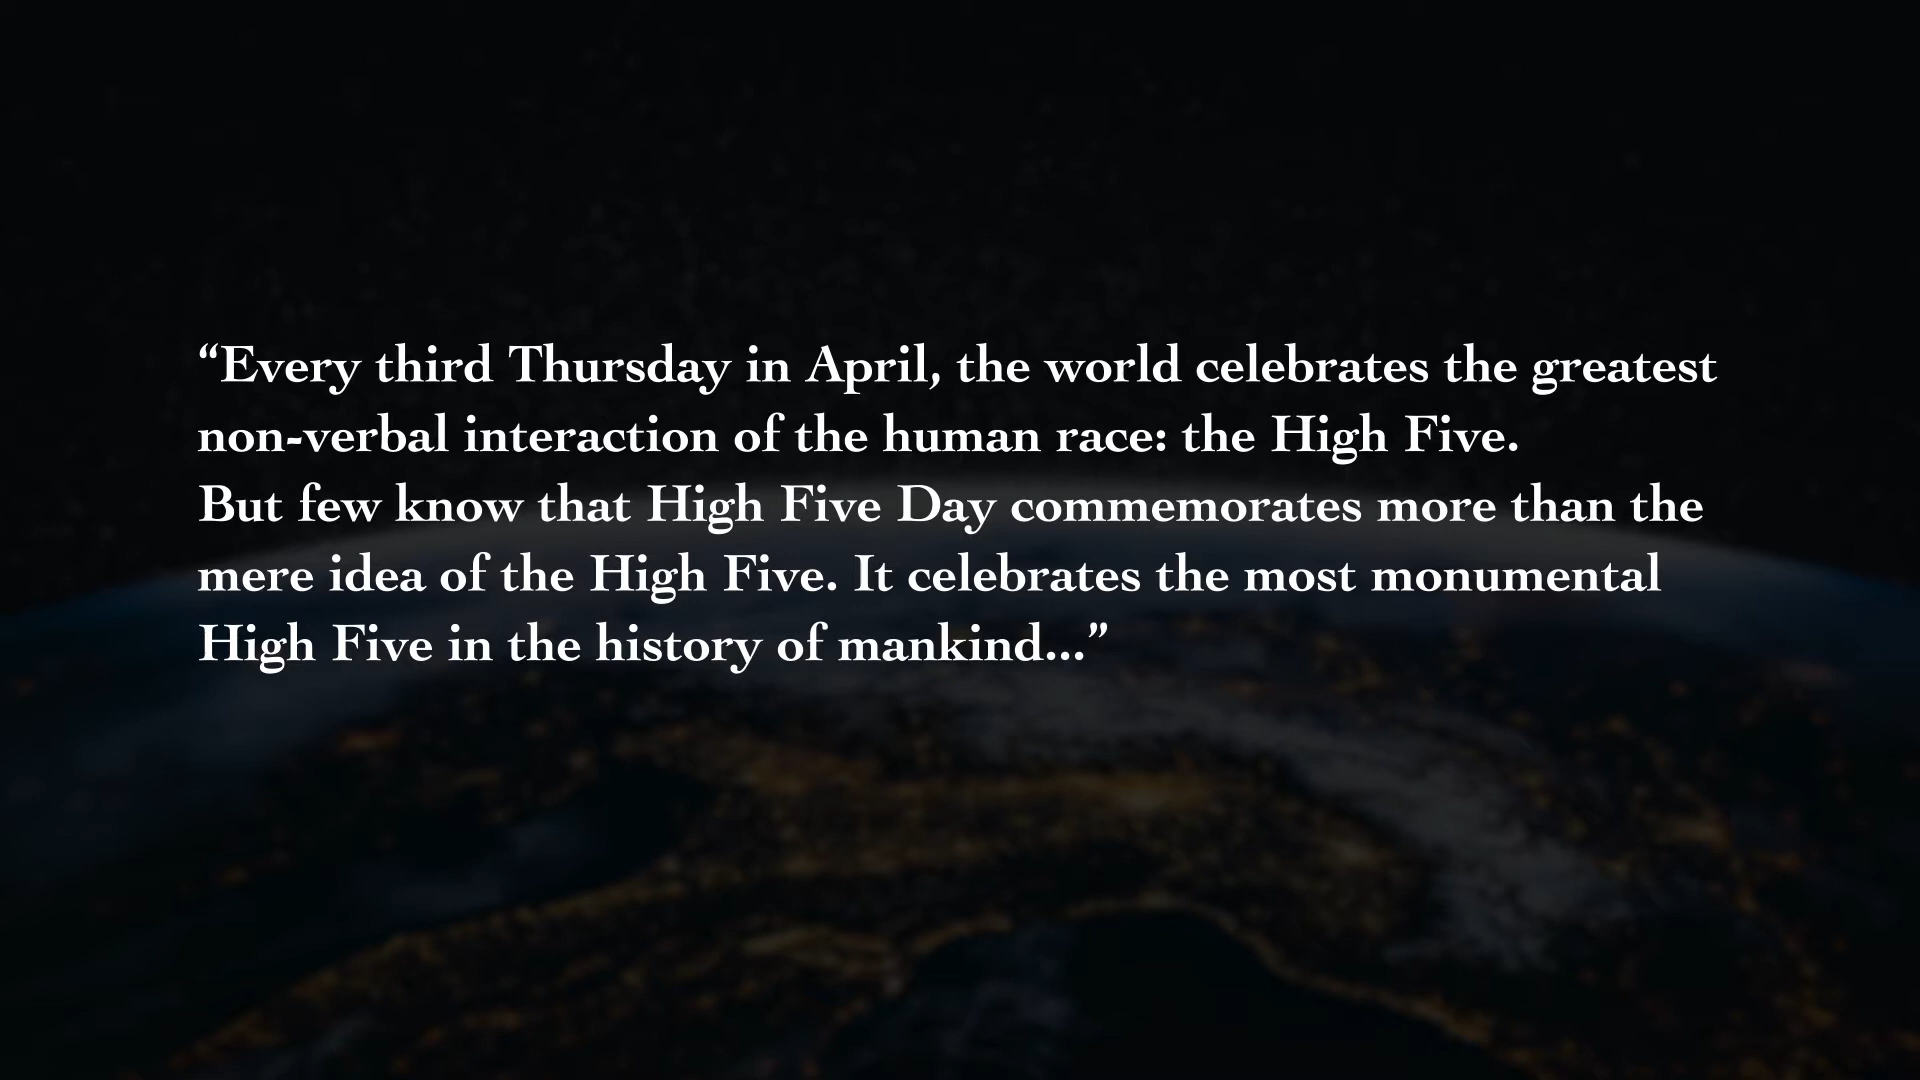 “Every third Thursday in April, the world celebrates the greatest
non-verbal interaction of the human race: the High Five.
But few know that High Five Day commemorates more than the
mere idea of the High Five. It celebrates the most monumental
High Five in the history of mankind...”